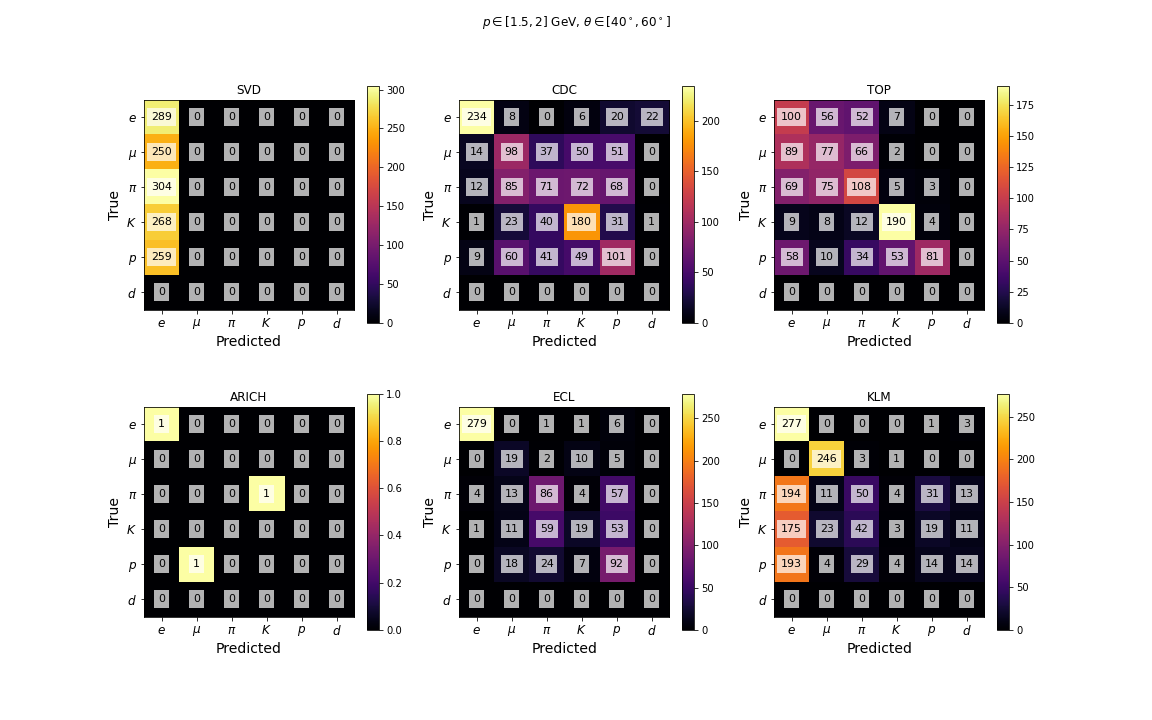 p ∈ [1.5, 2] GeV, θ ∈ [40°, 60°]
SVD
True
e 289 0 0 0 0 0
μ 250 0 0 0 0 0
π 304 0 0 0 0 0
K 268 0 0 0 0 0
p 259 0 0 0 0 0
d 0 0 0 0 0 0
e μ π K p d
Predicted
300
250
200
150
100
50
0
CDC
True
e 234 8 0 6 20 22
μ 14 98 37 50 51 0
π 12 85 71 72 68 0
K 1 23 40 180 31 1
p 9 60 41 49 101 0
d 0 0 0 0 0 0
e μ π K p d
Predicted
200
150
100
50
0
TOP
True
e 100 56 52 7 0 0
μ 89 77 66 2 0 0
π 69 75 108 5 3 0
K 9 8 12 190 4 0
p 58 10 34 53 81 0
d 0 0 0 0 0 0
e μ π K p d
Predicted
175
150
125
100
75
50
25
0
ARICH
True
e 1 0 0 0 0 0
μ 0 0 0 0 0 0
π 0 0 0 1 0 0
K 0 0 0 0 0 0
p 0 1 0 0 0 0
d 0 0 0 0 0 0
e μ π K p d
Predicted
1.0
0.8
0.6
0.4
0.2
0.0
ECL
True
e 279 0 1 1 6 0
μ 0 19 2 10 5 0
π 4 13 86 4 57 0
K 1 11 59 19 53 0
p 0 18 24 7 92 0
d 0 0 0 0 0 0
e μ π K p d
Predicted
250
200
150
100
50
0
KLM
True
e 277 0 0 0 1 3
μ 0 246 3 1 0 0
π 194 11 50 4 31 13
K 175 23 42 3 19 11
p 193 4 29 4 14 14
d 0 0 0 0 0 0
e μ π K p d
Predicted
250
200
150
100
50
0